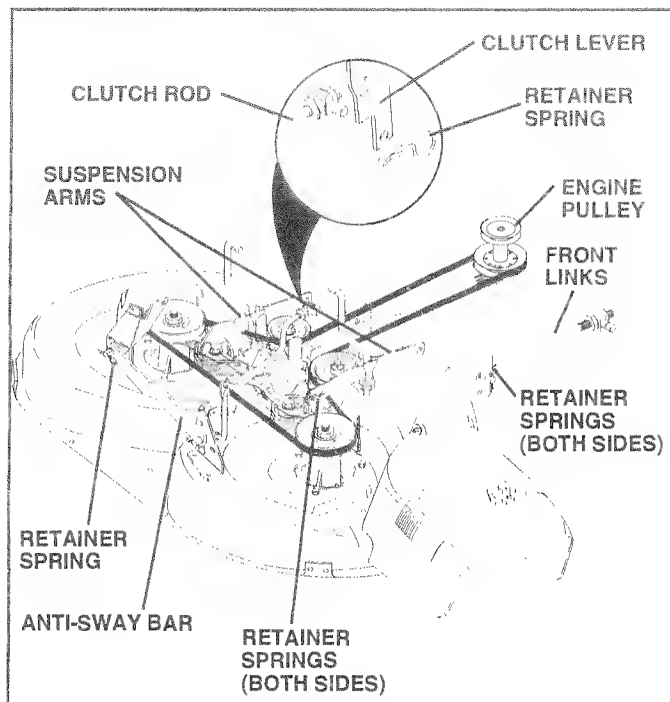 CLUTCH LEVER
CLUTCH ROD
RETAINER
SPRING
SUSPENSION
ARMS
ENGINE
PULLEY
FRONT
LINKS
RETAINER
SPRINGS
(BOTH SIDES)
RETAINER
SPRING
ANTI-SWAY BAR
RETAINER
SPRINGS
(BOTH SIDES)